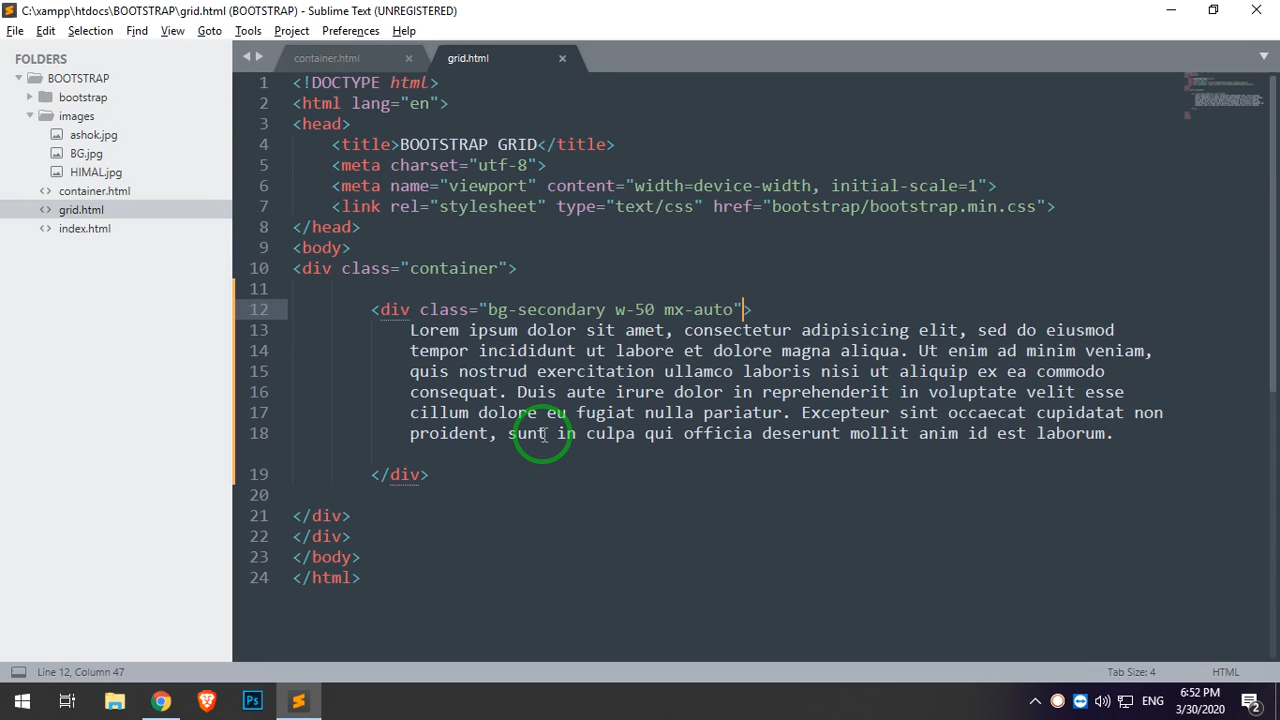 C:\xampp\htdocs\BOOTSTRAP\grid.html (BOOTSTRAP) - Sublime Text (UNREGISTERED)
File Edit Selection Find View Goto Tools Project Preferences Help
FOLDERS
BOOTSTRAP
bootstrap
images
ashok.jpg
BG.jpg
HIMAL.jpg
container.html
grid.html
index.html
container.html × grid.html ×
1 <!DOCTYPE html>
2 <html lang="en">
3 <head>
4 <title>BOOTSTRAP GRID</title>
5 <meta charset="utf-8">
6 <meta name="viewport" content="width=device-width, initial-scale=1">
7 <link rel="stylesheet" type="text/css" href="bootstrap/bootstrap.min.css">
8 </head>
9 <body>
10 <div class="container">
11
12 <div class="bg-secondary w-50 mx-auto">
13 Lorem ipsum dolor sit amet, consectetur adipisicing elit, sed do eiusmod
14 tempor incididunt ut labore et dolore magna aliqua. Ut enim ad minim veniam,
15 quis nostrud exercitation ullamco laboris nisi ut aliquip ex ea commodo
16 consequat. Duis aute irure dolor in reprehenderit in voluptate velit esse
17 cillum dolore eu fugiat nulla pariatur. Excepteur sint occaecat cupidatat non
18 proident, sunt in culpa qui officia deserunt mollit anim id est laborum.
19 </div>
20
21 </div>
22 </div>
23 </body>
24 </html>
Line 12, Column 47 Tab Size: 4 HTML
Ps ENG 6:52 PM
3/30/2020 2